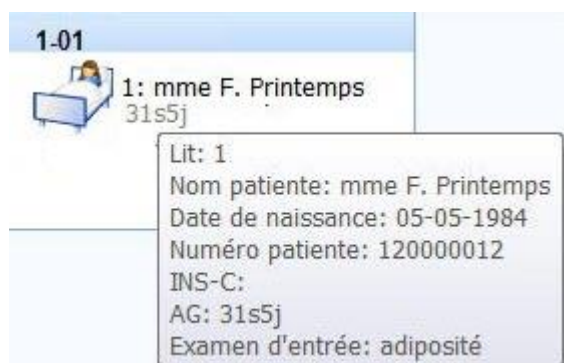 1-01
1: mme F. Printemps
31s5j
Lit: 1
Nom patiente: mme F. Printemps
Date de naissance: 05-05-1984
Numéro patiente: 120000012
INS-C:
AG: 31s5j
Examen d'entrée: adiposité